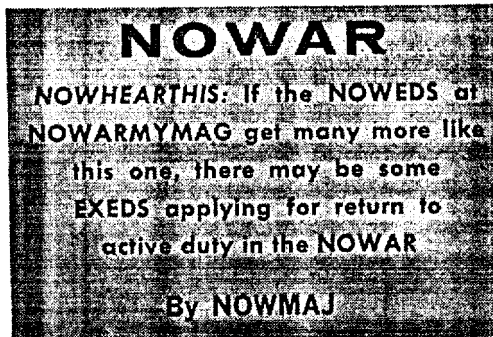 NOWAR
NOWHEARTHIS: If the NOWEDS at
NOWARMYMAG get many more like
this one, there may be some
EXEDS applying for return to
active duty in the NOWAR
By NOWMAJ